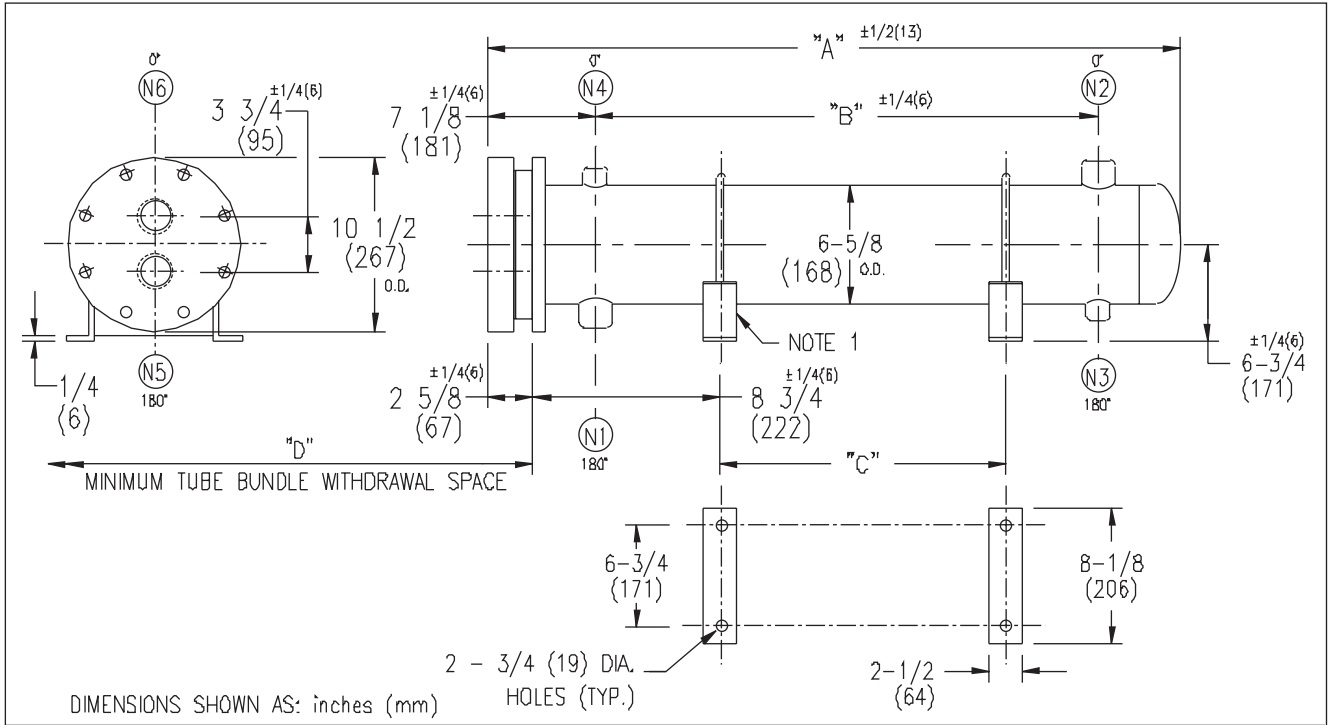 "A" ±1/2(13)
0°
N6
3 3/4 ±1/4(6)
(95)
7 1/8 ±1/4(6)
(181)
0°
N4
"B" ±1/4(6)
0°
N2
10 1/2
(267)
O.D.
6-5/8
(168) O.D.
NOTE 1
±1/4(6)
6-3/4
(171)
1/4
(6)
N5
180°
2 5/8 ±1/4(6)
(67)
8 3/4 ±1/4(6)
(222)
N1
180°
N3
180°
"D"
MINIMUM TUBE BUNDLE WITHDRAWAL SPACE
"C"
6-3/4
(171)
8-1/8
(206)
2 - 3/4 (19) DIA.
HOLES (TYP.)
2-1/2
(64)
DIMENSIONS SHOWN AS: inches (mm)